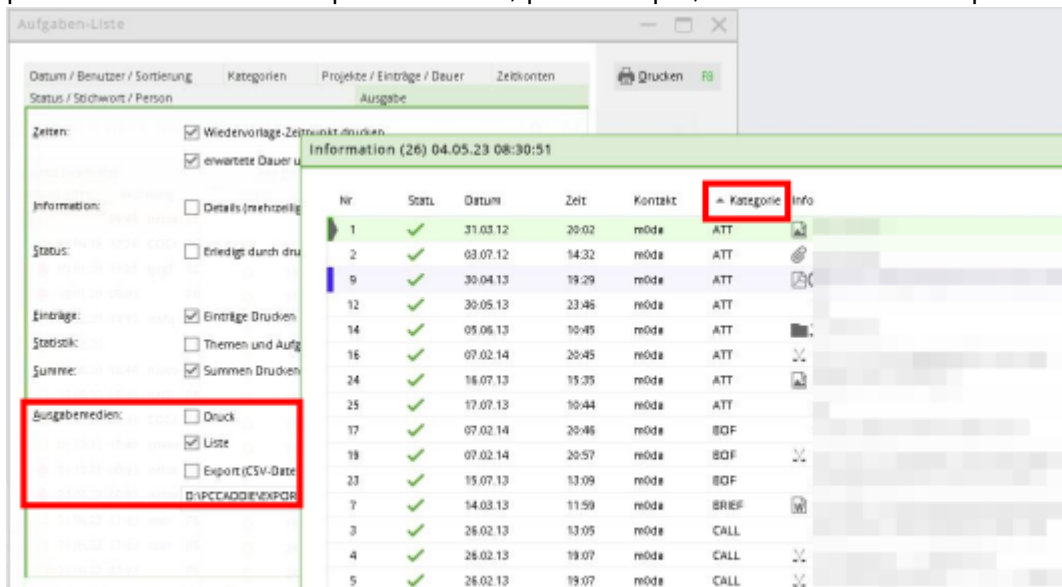 Aufgaben-Liste
Datum / Benutzer / Sortierung Kategorien Projekte / Einträge / Dauer Zeitkonten
Status / Stichwort / Person Ausgabe
Drucken F8
Zeiten: Wiedervorlage-Zeitpunkt drucken
erwartete Dauer u
Information: Details (mehrzeilig
Status: Erledigt durch dru
Einträge: Einträge Drucken
Statistik: Themen und Aufg
Summe: Summen Drucken
Ausgabemedien: Druck
Liste
Export (CSV-Date
D:\PCCADDIE\EXPOR
Information (26) 04.05.23 08:30:51
Nr Statu Datum Zeit Kontakt Kategorie Info
1 31.03.12 20:02 m0da ATT
2 03.07.12 14:32 m0da ATT
9 30.04.13 19:29 m0da ATT
12 30.05.13 23:46 m0da ATT
14 05.06.13 10:45 m0da ATT
16 07.02.14 20:45 m0da ATT
24 16.07.13 15:35 m0da ATT
25 17.07.13 10:44 m0da ATT
17 07.02.14 20:46 m0da BOF
19 07.02.14 20:57 m0da BOF
23 15.07.13 13:09 m0da BOF
7 14.03.13 11:59 m0da BRIEF
3 26.02.13 13:05 m0da CALL
4 26.02.13 19:07 m0da CALL
5 26.02.13 19:07 m0da CALL